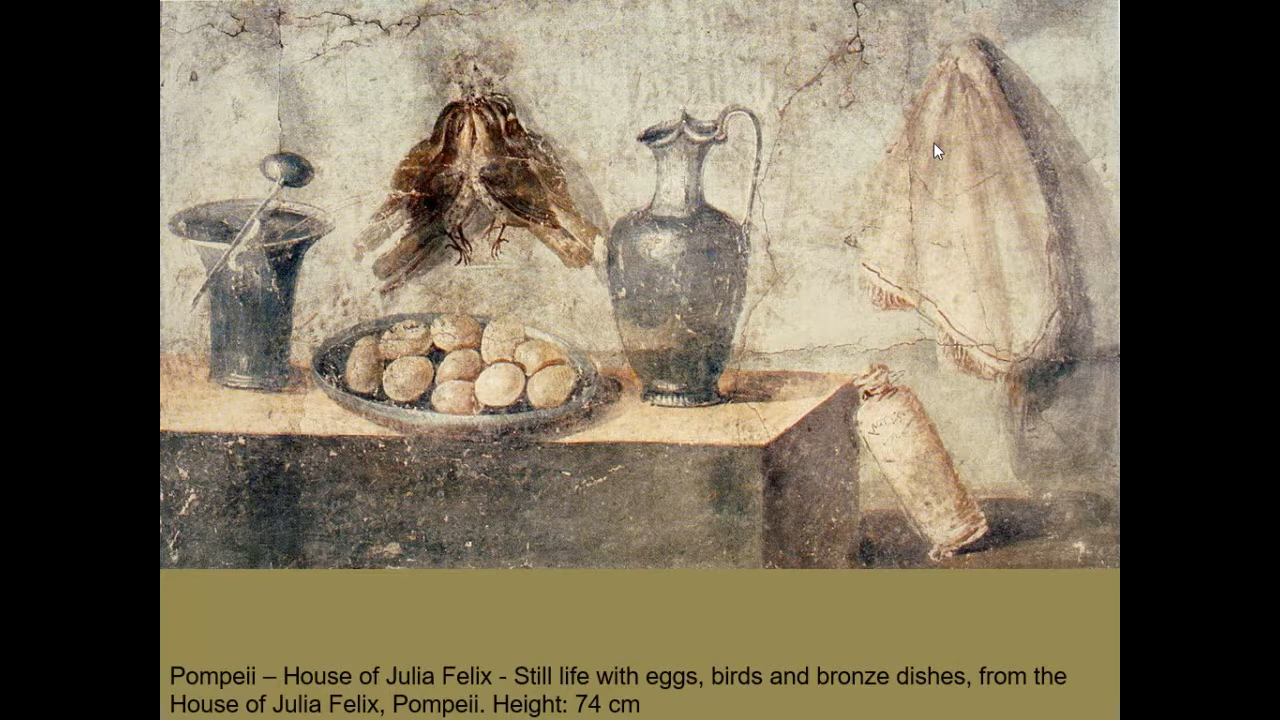 Pompeii – House of Julia Felix - Still life with eggs, birds and bronze dishes, from the
House of Julia Felix, Pompeii. Height: 74 cm